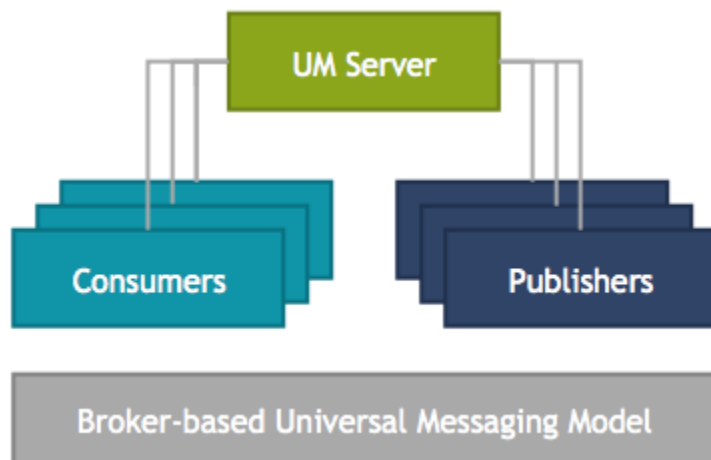 UM Server
Consumers
Publishers
Broker-based Universal Messaging Model